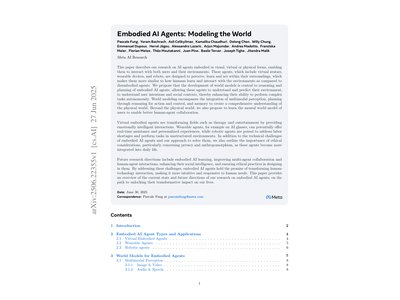 Embodied AI Agents: Modeling the World
Pascale Fung, Yoram Bachrach, Asli Celikyilmaz, Kamalika Chaudhuri, Delong Chen, Willy Chung,
Emmanuel Dupoux, Hervé Jégou, Alessandro Lazaric, Arjun Majumdar, Andrea Madotto, Franziska
Meier, Florian Metze, Théo Moutakanni, Juan Pino, Basile Terver, Joseph Tighe, Jitendra Malik
Meta AI Research
This paper describes our research on AI agents embodied in visual, virtual or physical forms, enabling
them to interact with both users and their environments. These agents, which include virtual avatars,
wearable devices, and robots, are designed to perceive, learn and act within their surroundings, which
makes them more similar to how humans learn and interact with the environments as compared to
disembodied agents. We propose that the development of world models is central to reasoning and
planning of embodied AI agents, allowing these agents to understand and predict their environment,
to understand user intentions and social contexts, thereby enhancing their ability to perform complex
tasks autonomously. World modeling encompasses the integration of multimodal perception, planning
through reasoning for action and control, and memory to create a comprehensive understanding of
the physical world. Beyond the physical world, we also propose to learn the mental world model of
users to enable better human-agent collaboration.
Virtual embodied agents are transforming fields such as therapy and entertainment by providing
emotionally intelligent interactions. Wearable agents, for example on AI glasses, can potentially offer
real-time assistance and personalized experiences, while robotic agents are poised to address labor
shortages and perform tasks in unstructured environments. In addition to the technical challenges
of embodied AI agents and our approach to solve them, we also outline the importance of ethical
considerations, particularly concerning privacy and anthropomorphism, as these agents become more
integrated into daily life.
Future research directions include embodied AI learning, improving multi-agent collaboration and
human-agent interactions, enhancing their social intelligence, and ensuring ethical practices in designing
in them. By addressing these challenges, embodied AI agents hold the promise of transforming human
technology interaction, making it more intuitive and responsive to human needs. This paper provides
an overview of the current state and future directions of our research on embodied AI agents, on the
path to unlocking their transformative impact on our lives.
Date: June 30, 2025
Correspondence: Pascale Fung at
Meta
arXiv:2506.22355v1 [cs.AI] 27 Jun 2025
Contents
1 Introduction 2
2 Embodied AI Agent Types and Applications 4
2.1 Virtual Embodied Agents 4
2.2 Wearable Agents
2.3 Robotic agents
3 World Models for Embodied Agents 7
3.1 Multimodal Perception
3.1.1 Image & Video
3.1.2 Audio & Speech
1